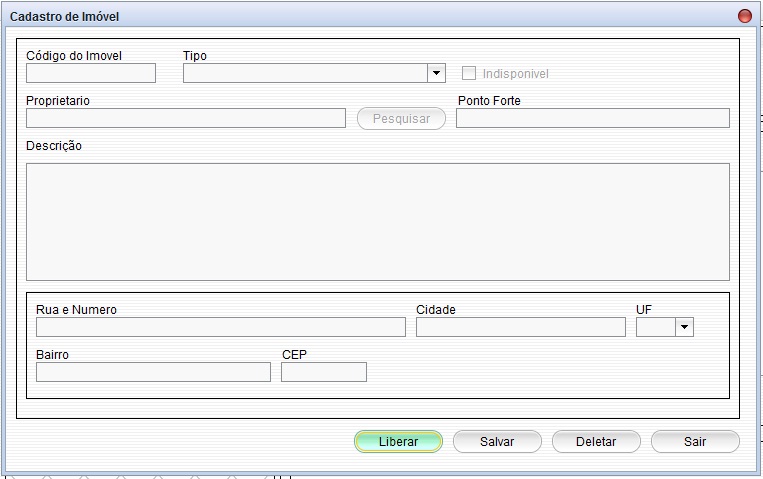 Cadastro de Imóvel
Código do Imovel Tipo
Indisponivel
Proprietario Ponto Forte
Pesquisar
Descrição
Rua e Numero Cidade UF
Bairro CEP
Liberar Salvar Deletar Sair